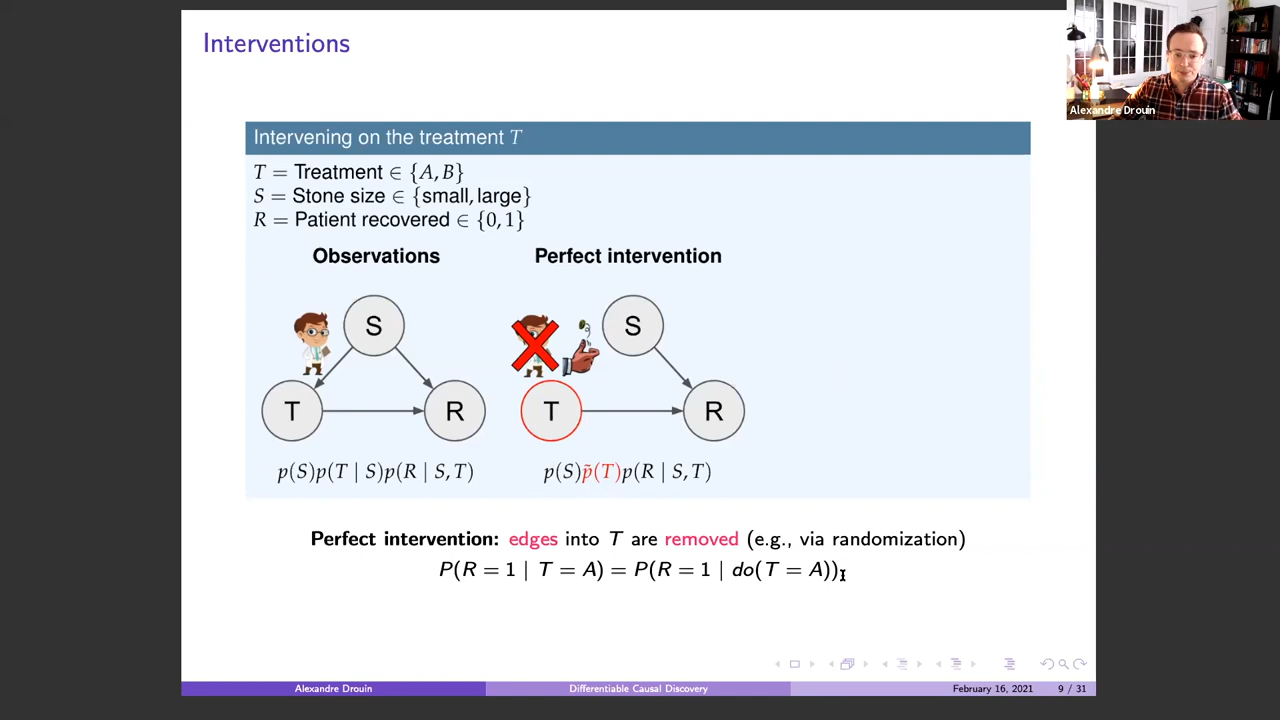 Interventions
Alexandre Drouin
Intervening on the treatment T
T = Treatment ∈ {A, B}
S = Stone size ∈ {small, large}
R = Patient recovered ∈ {0, 1}
Observations
Perfect intervention
S
T
R
p(S)p(T | S)p(R | S, T)
S
T
R
p(S)p̃(T)p(R | S, T)
Perfect intervention: edges into T are removed (e.g., via randomization)
P(R = 1 | T = A) = P(R = 1 | do(T = A))
Alexandre Drouin
Differentiable Causal Discovery
February 16, 2021
9 / 31